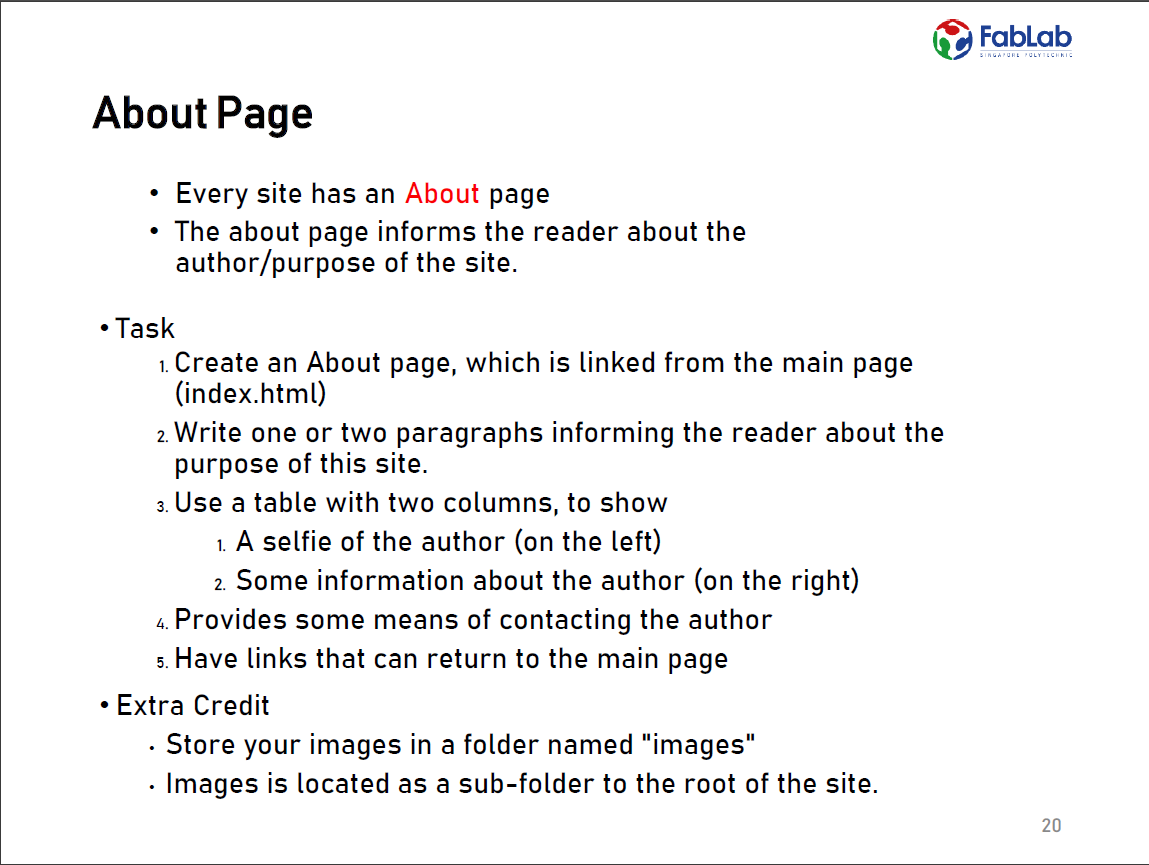 FabLab
SINGAPORE POLYTECHNIC
About Page
• Every site has an About page
• The about page informs the reader about the
author/purpose of the site.
• Task
1. Create an About page, which is linked from the main page
(index.html)
2. Write one or two paragraphs informing the reader about the
purpose of this site.
3. Use a table with two columns, to show
1. A selfie of the author (on the left)
2. Some information about the author (on the right)
4. Provides some means of contacting the author
5. Have links that can return to the main page
• Extra Credit
• Store your images in a folder named "images"
• Images is located as a sub-folder to the root of the site.
20